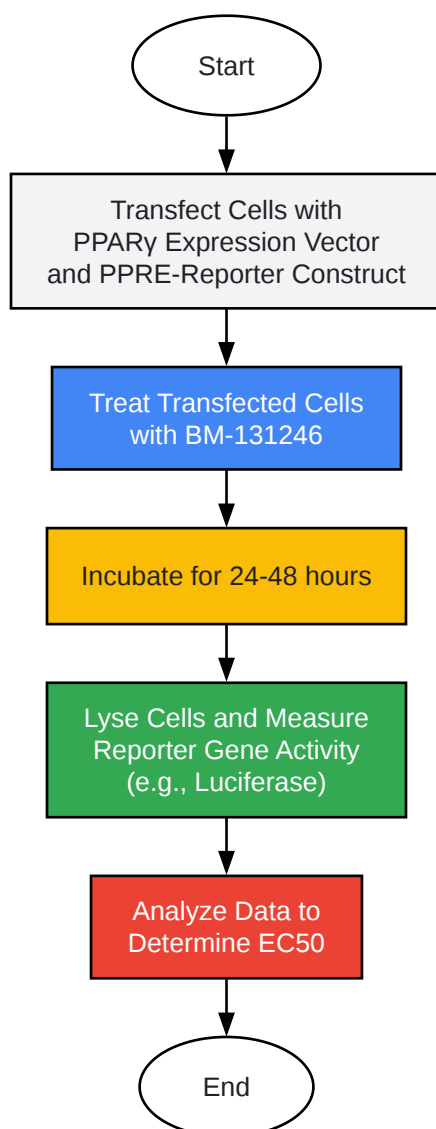 Start
Transfect Cells with
PPARγ Expression Vector
and PPRE-Reporter Construct
Treat Transfected Cells
with BM-131246
Incubate for 24-48 hours
Lyse Cells and Measure
Reporter Gene Activity
(e.g., Luciferase)
Analyze Data to
Determine EC50
End